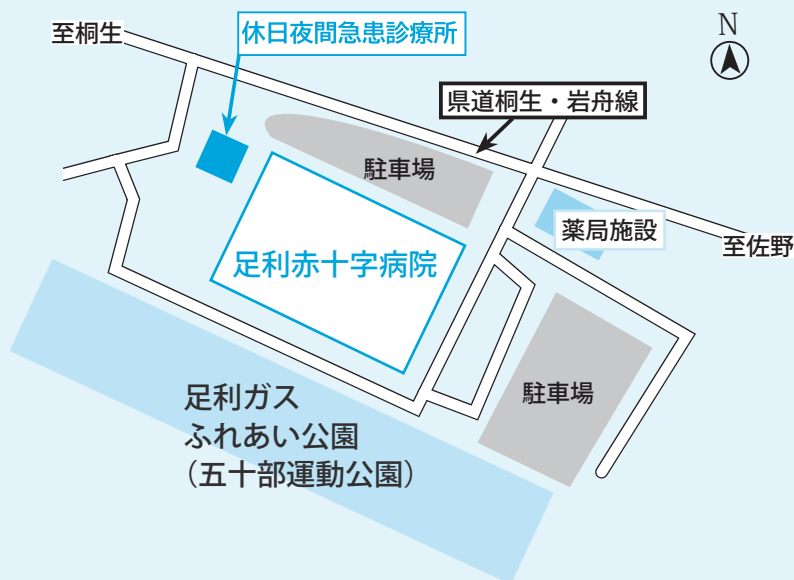 至桐生
休日夜間急患診療所
N
県道桐生・岩舟線
駐車場
薬局施設
至佐野
足利赤十字病院
駐車場
足利ガス
ふれあい公園
（五十部運動公園）